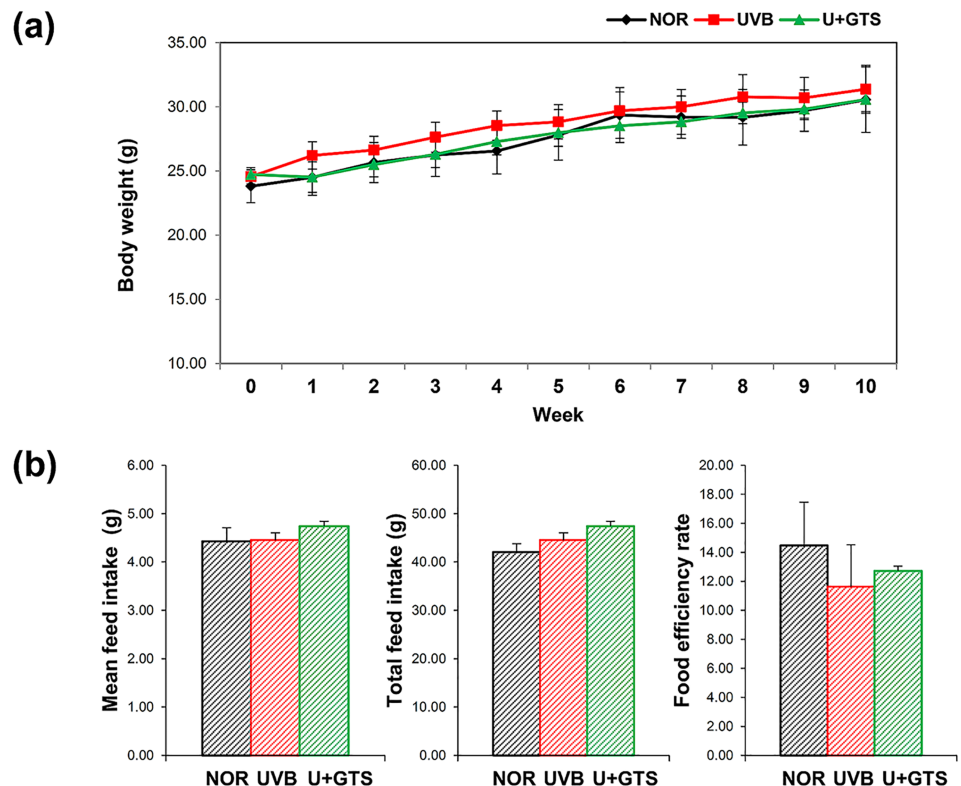 (a)
NOR UVB U+GTS
35.00
30.00
25.00
20.00
15.00
10.00
Body weight (g)
0 1 2 3 4 5 6 7 8 9 10
Week
(b)
6.00
5.00
4.00
3.00
2.00
1.00
0.00
Mean feed intake (g)
NOR UVB U+GTS
60.00
50.00
40.00
30.00
20.00
10.00
0.00
Total feed intake (g)
NOR UVB U+GTS
20.00
18.00
16.00
14.00
12.00
10.00
8.00
6.00
4.00
2.00
0.00
Food efficiency rate
NOR UVB U+GTS